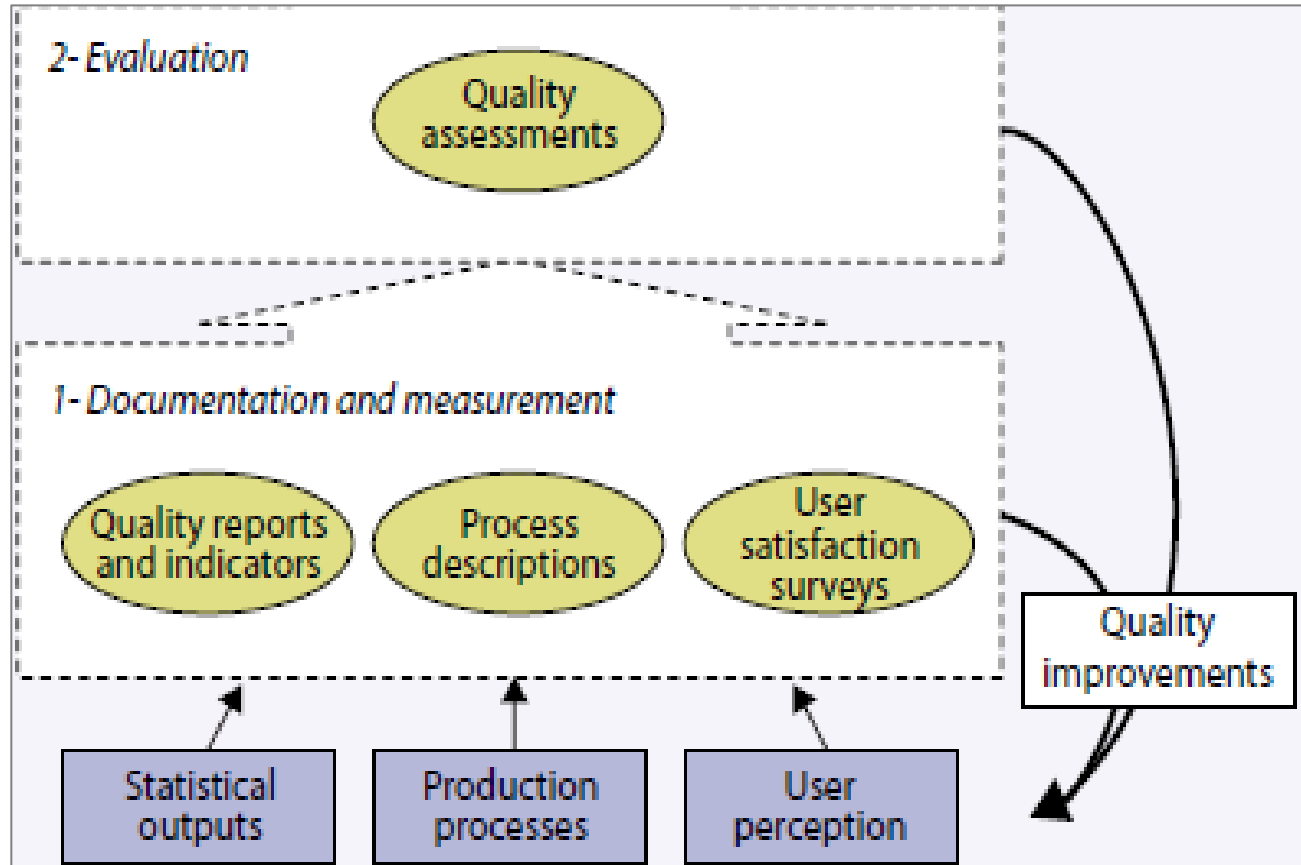 2- Evaluation
Quality
assessments
1- Documentation and measurement
Quality reports
and indicators
Process
descriptions
User
satisfaction
surveys
Quality
improvements
Statistical
outputs
Production
processes
User
perception